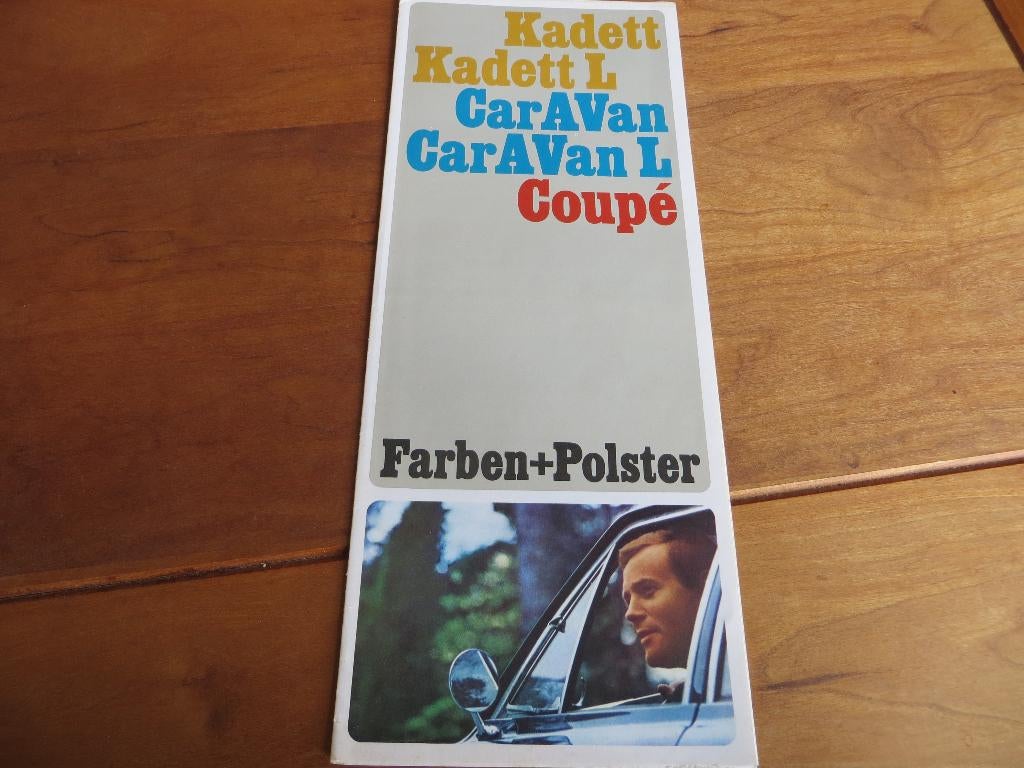 Kadett
Kadett L
CarAVan
CarAVan L
Coupé
Farben+Polster